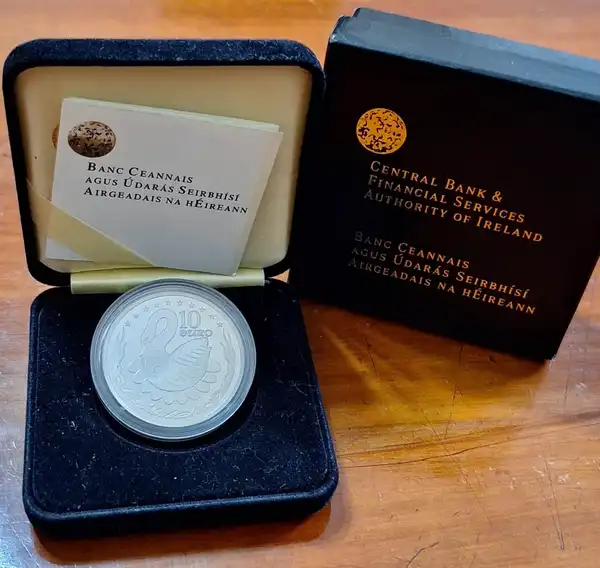 Banc Ceannais
agus Údarás Seirbhísí
Airgeadais na hÉireann
10
euro
Central Bank &
Financial Services
Authority of Ireland
Banc Ceannais
agus Údarás Seirbhísí
Airgeadais na hÉireann